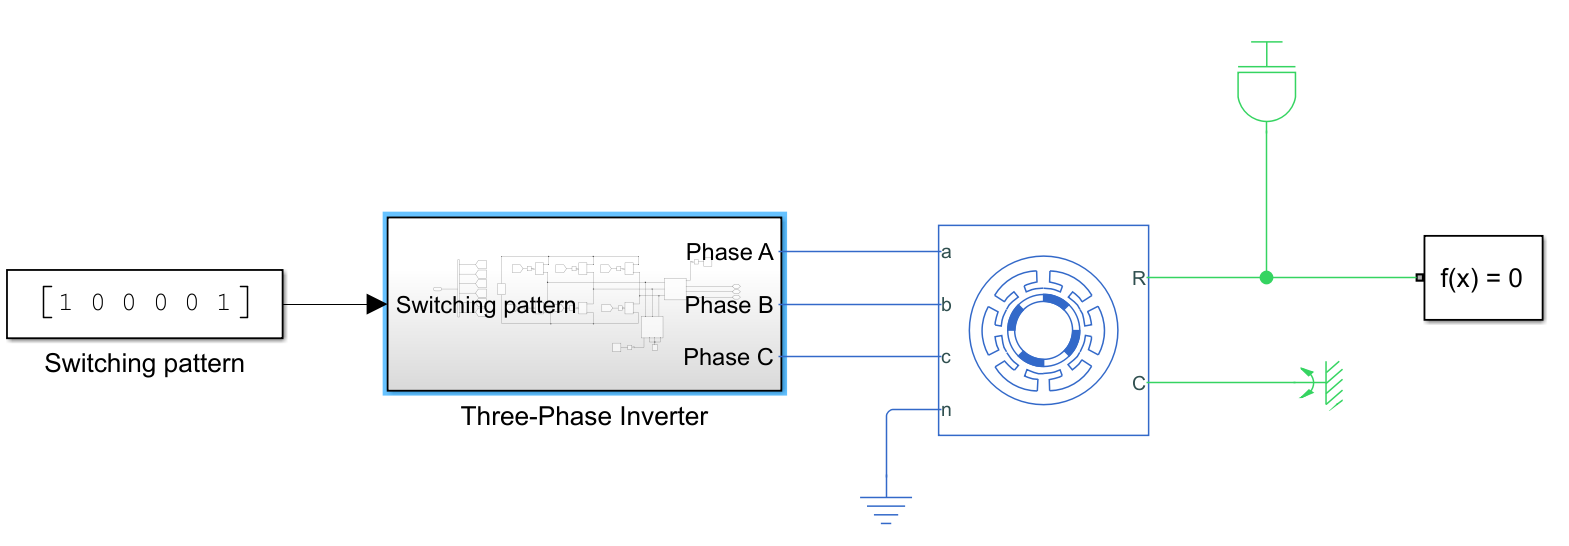 [1 0 0 0 0 1]
Switching pattern
Switching pattern
Phase A
Phase B
Phase C
Three-Phase Inverter
a
b
c
n
R
C
f(x) = 0